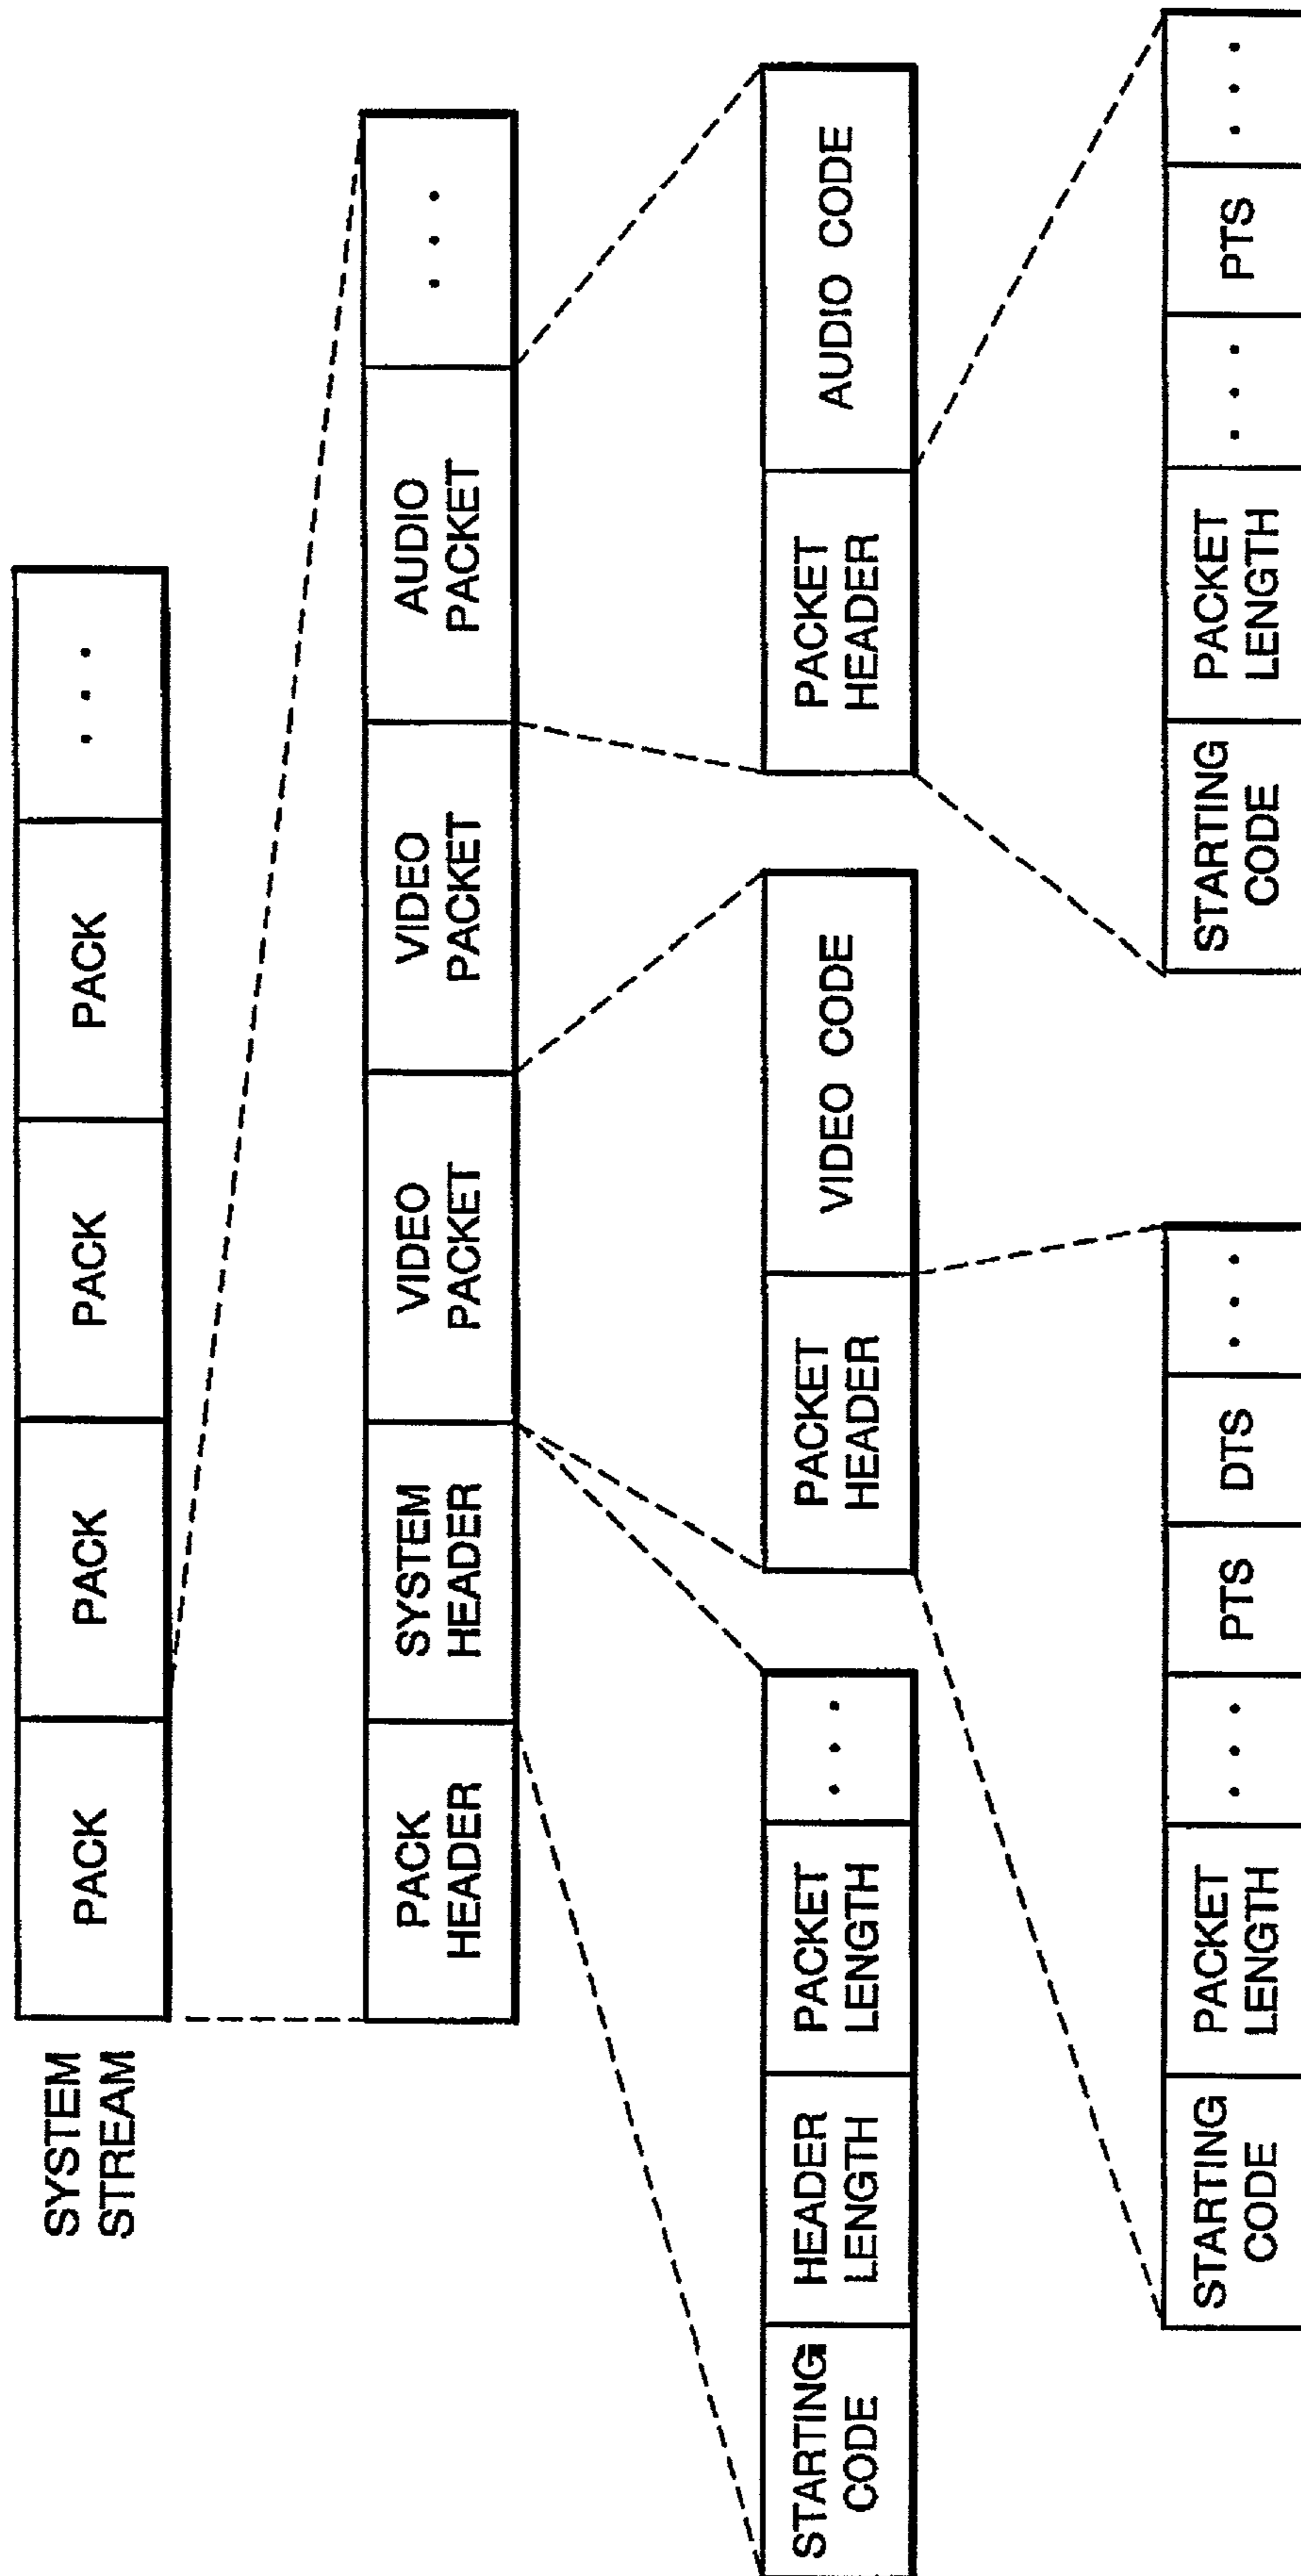 SYSTEM
STREAM
PACK
PACK
PACK
PACK
. . .
PACK
HEADER
SYSTEM
HEADER
VIDEO
PACKET
VIDEO
PACKET
AUDIO
PACKET
. . .
STARTING
CODE
HEADER
LENGTH
PACKET
LENGTH
. . .
PACKET
HEADER
VIDEO CODE
PACKET
HEADER
AUDIO CODE
STARTING
CODE
PACKET
LENGTH
. . .
PTS
DTS
. . .
STARTING
CODE
PACKET
LENGTH
. . .
PTS
. . .